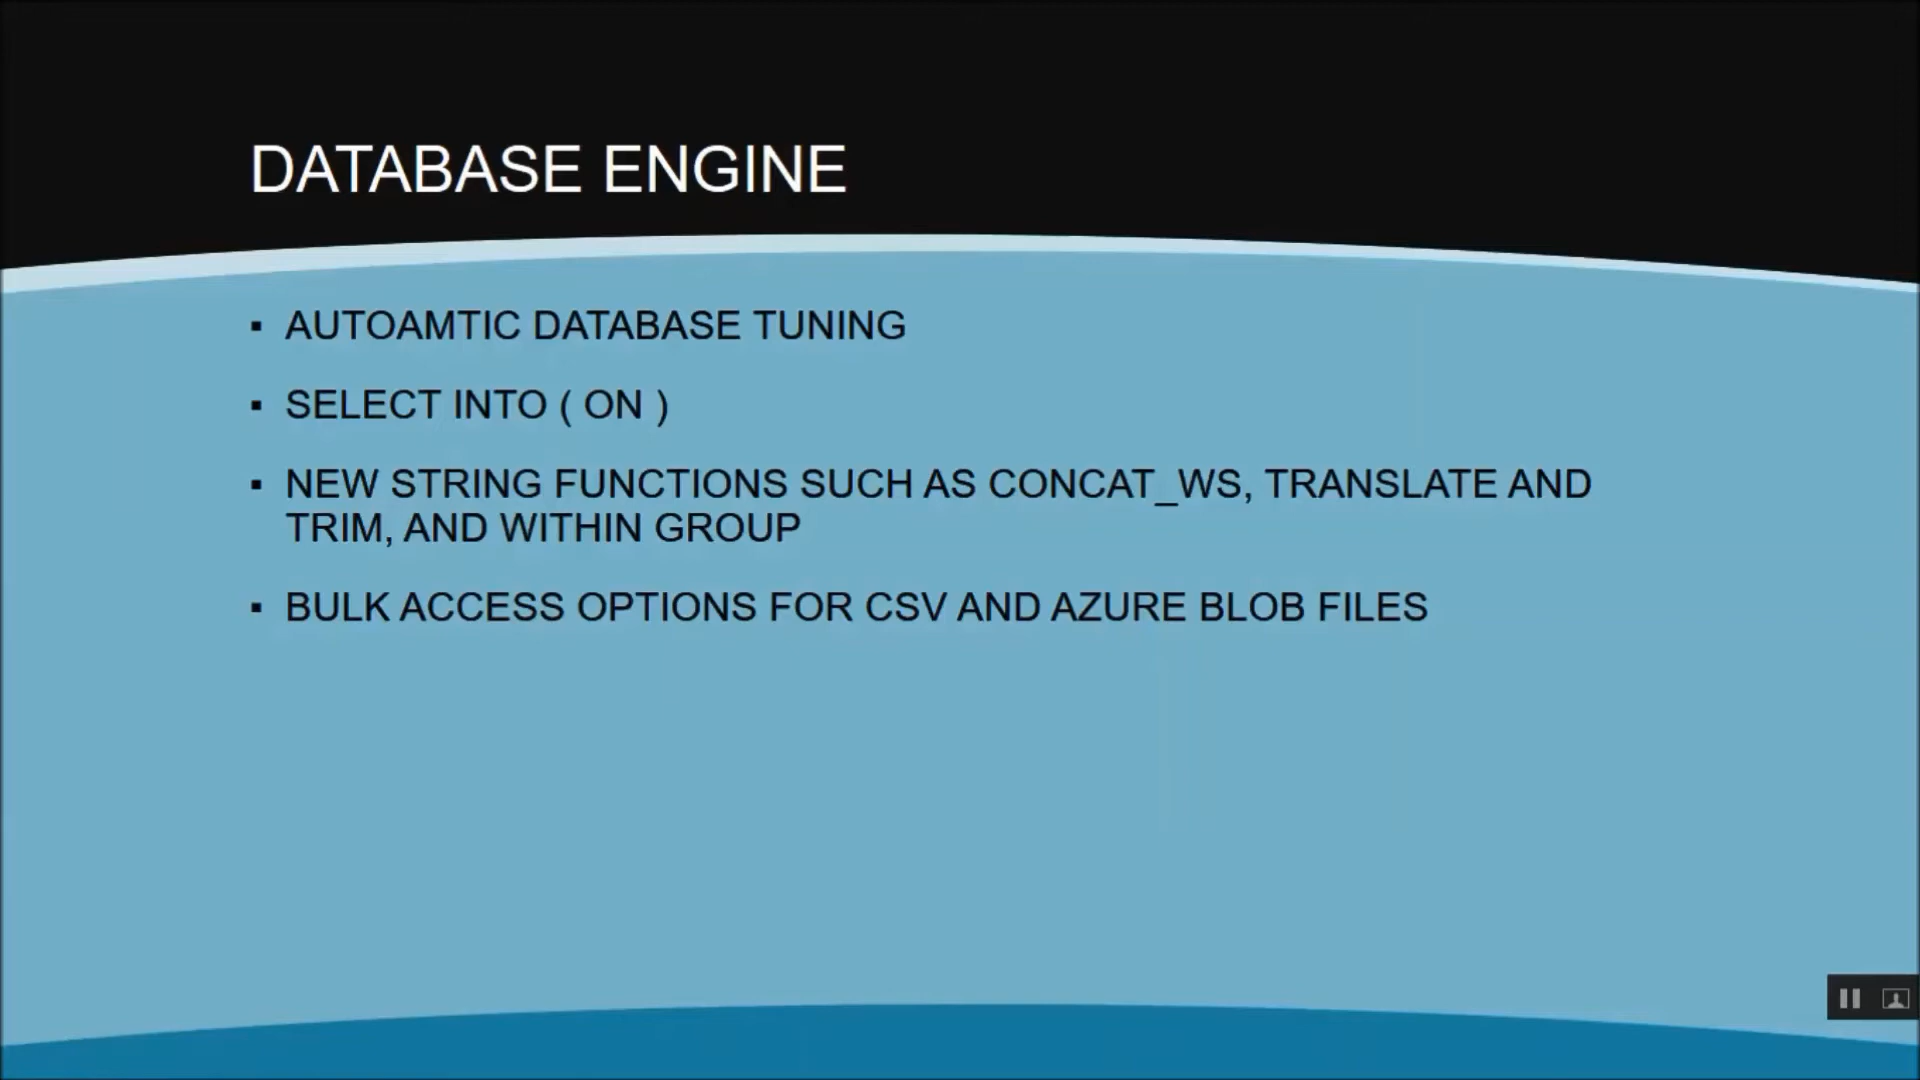 DATABASE ENGINE
▪ AUTOAMTIC DATABASE TUNING
▪ SELECT INTO ( ON )
▪ NEW STRING FUNCTIONS SUCH AS CONCAT_WS, TRANSLATE AND
TRIM, AND WITHIN GROUP
▪ BULK ACCESS OPTIONS FOR CSV AND AZURE BLOB FILES